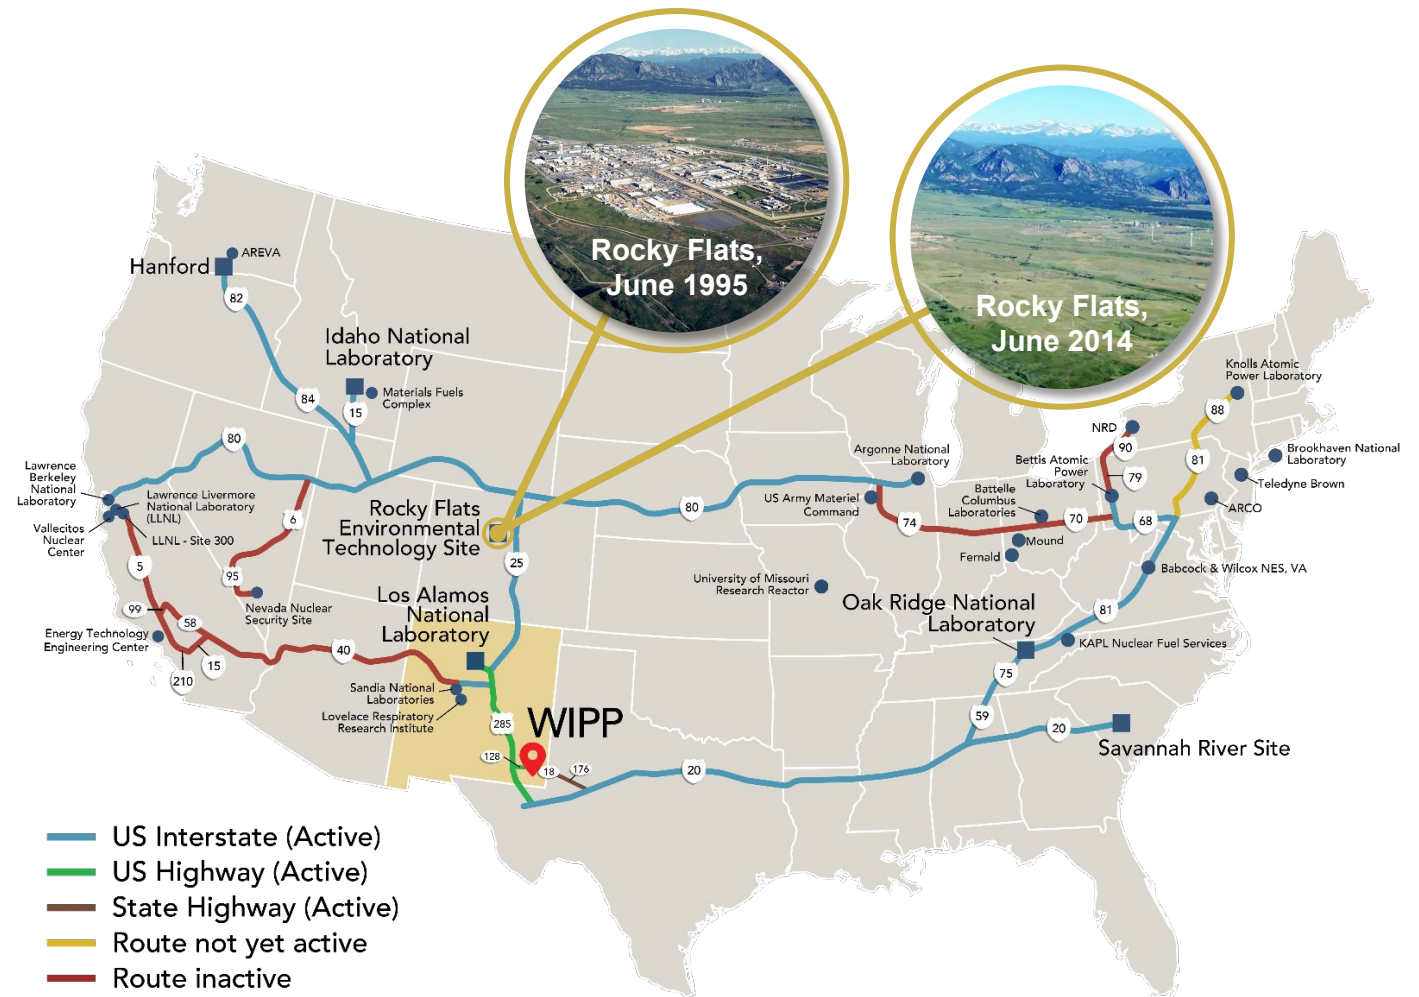 Rocky Flats,
June 1995
Rocky Flats,
June 2014
Hanford
AREVA
82
Idaho National
Laboratory
Materials Fuels
Complex
84
15
80
Lawrence
Berkeley
National
Laboratory
Lawrence Livermore
National Laboratory
(LLNL)
Vallecitos
Nuclear
Center
LLNL - Site 300
6
95
Nevada Nuclear
Security Site
5
99
58
Energy Technology
Engineering Center
210
15
40
Rocky Flats
Environmental
Technology Site
25
Los Alamos
National
Laboratory
Sandia National
Laboratories
Lovelace Respiratory
Research Institute
285
WIPP
128
18
176
20
80
Argonne National
Laboratory
US Army Materiel
Command
74
Battelle
Columbus
Laboratories
70
Mound
Fernald
University of Missouri
Research Reactor
NRD
90
79
Bettis Atomic
Power
Laboratory
68
Knolls Atomic
Power Laboratory
88
81
Brookhaven National
Laboratory
Teledyne Brown
ARCO
Babcock & Wilcox NES, VA
81
Oak Ridge National
Laboratory
KAPL Nuclear Fuel Services
75
59
20
Savannah River Site
US Interstate (Active)
US Highway (Active)
State Highway (Active)
Route not yet active
Route inactive